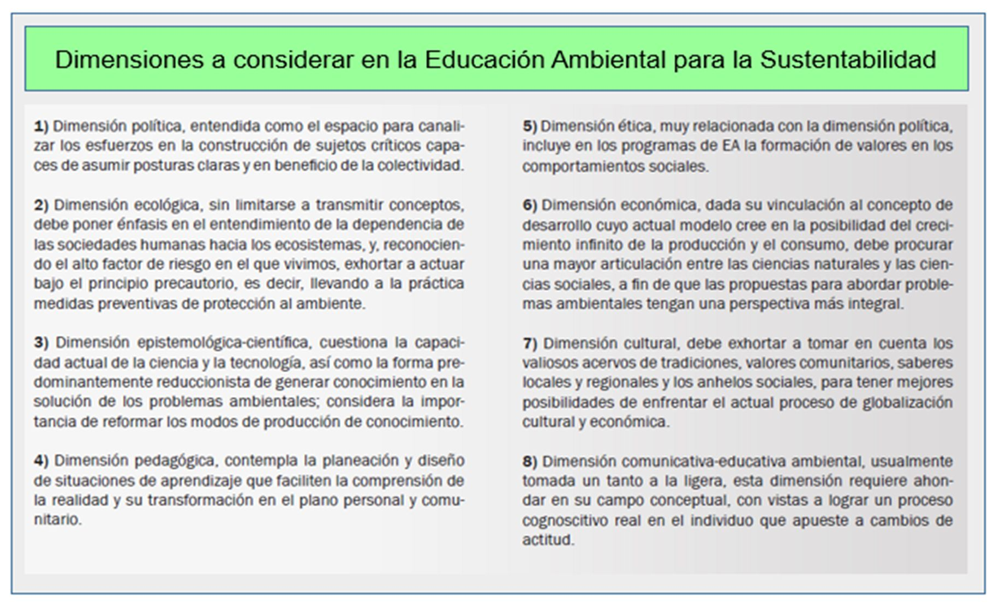 Dimensiones a considerar en la Educación Ambiental para la Sustentabilidad
1) Dimensión política, entendida como el espacio para canali-
zar los esfuerzos en la construcción de sujetos críticos capa-
ces de asumir posturas claras y en beneficio de la colectividad.
2) Dimensión ecológica, sin limitarse a transmitir conceptos,
debe poner énfasis en el entendimiento de la dependencia de
las sociedades humanas hacia los ecosistemas, y, reconocien-
do el alto factor de riesgo en el que vivimos, exhortar a actuar
bajo el principio precautorio, es decir, llevando a la práctica
medidas preventivas de protección al ambiente.
3) Dimensión epistemológica-científica, cuestiona la capaci-
dad actual de la ciencia y la tecnología, así como la forma pre-
dominantemente reduccionista de generar conocimiento en la
solución de los problemas ambientales; considera la impor-
tancia de reformar los modos de producción de conocimiento.
4) Dimensión pedagógica, contempla la planeación y diseño
de situaciones de aprendizaje que faciliten la comprensión de
la realidad y su transformación en el plano personal y comu-
nitario.
5) Dimensión ética, muy relacionada con la dimensión política,
incluye en los programas de EA la formación de valores en los
comportamientos sociales.
6) Dimensión económica, dada su vinculación al concepto de
desarrollo cuyo actual modelo cree en la posibilidad del creci-
miento infinito de la producción y el consumo, debe procurar
una mayor articulación entre las ciencias naturales y las cien-
cias sociales, a fin de que las propuestas para abordar proble-
mas ambientales tengan una perspectiva más integral.
7) Dimensión cultural, debe exhortar a tomar en cuenta los
valiosos acervos de tradiciones, valores comunitarios, saberes
locales y regionales y los anhelos sociales, para tener mejores
posibilidades de enfrentar el actual proceso de globalización
cultural y económica.
8) Dimensión comunicativa-educativa ambiental, usualmente
tomada un tanto a la ligera, esta dimensión requiere ahon-
dar en su campo conceptual, con vistas a lograr un proceso
cognoscitivo real en el individuo que apueste a cambios de
actitud.